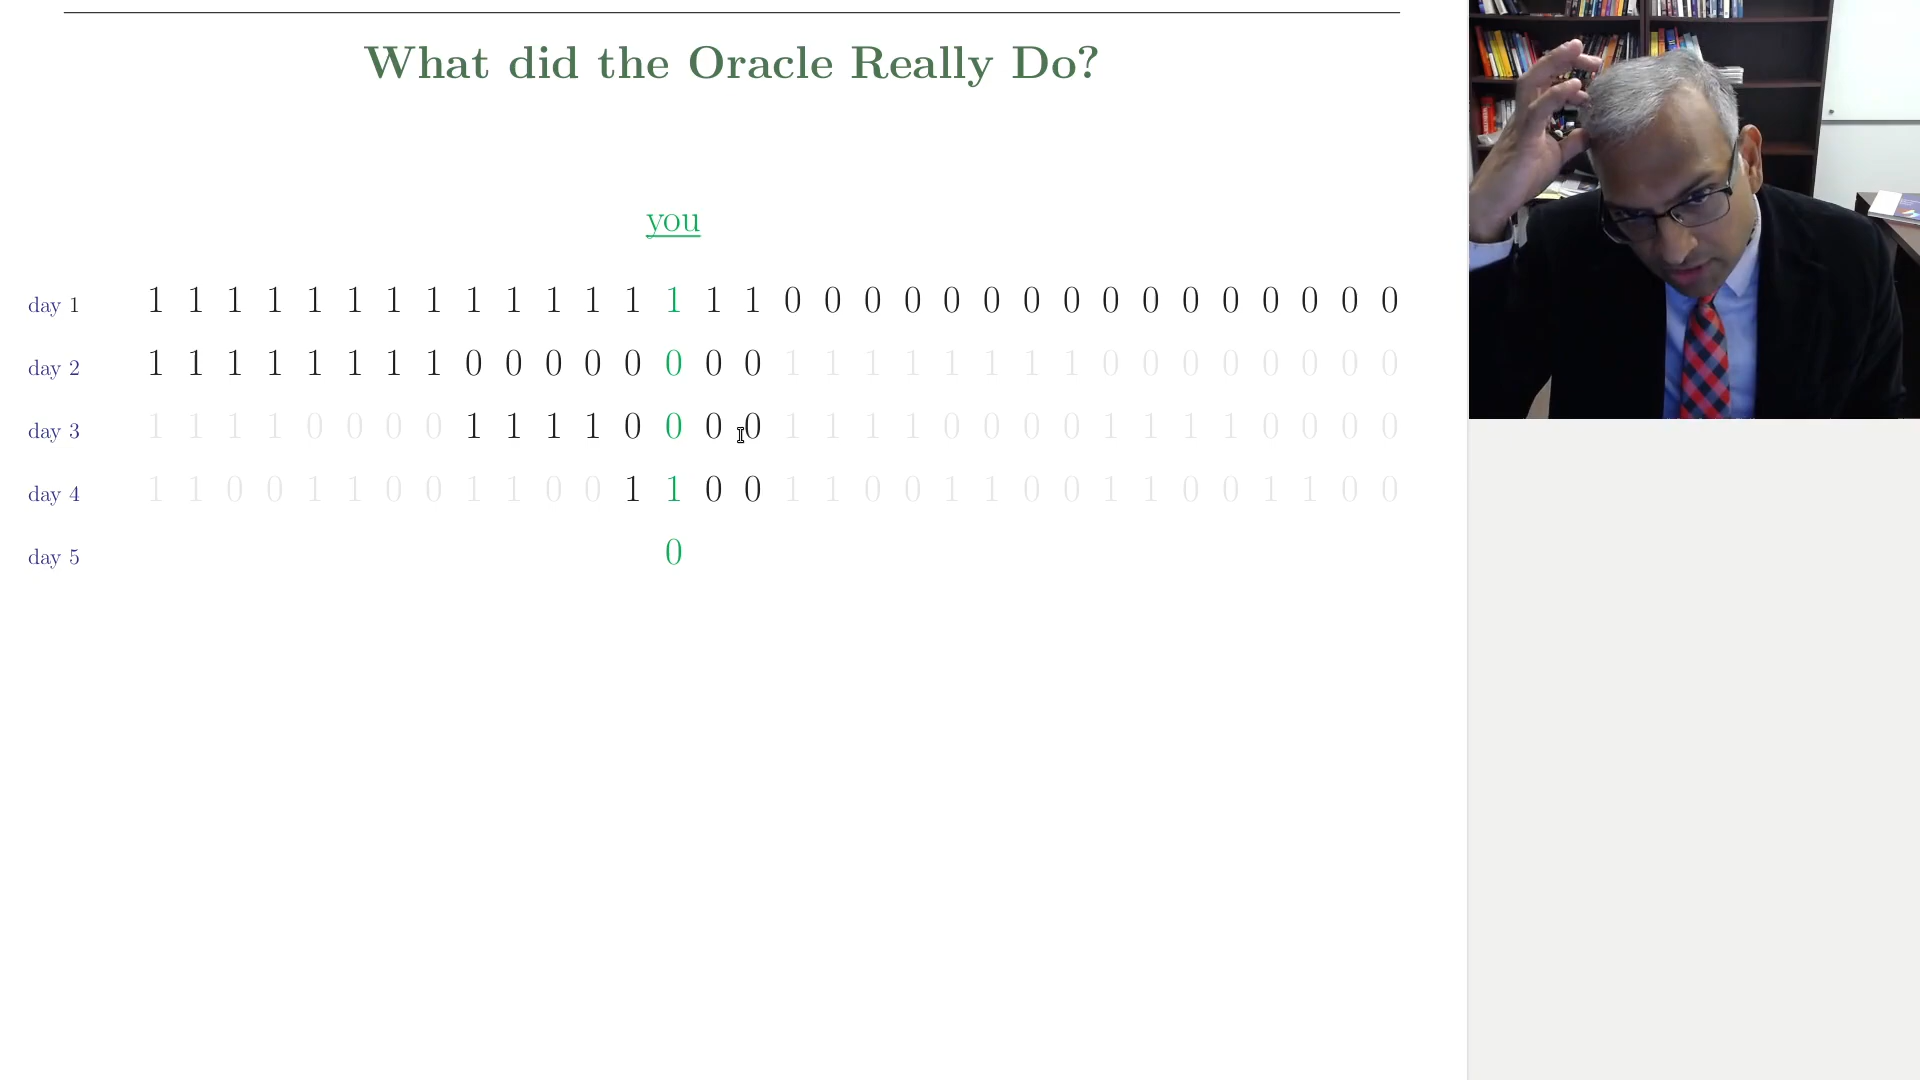 What did the Oracle Really Do?
you
day 1 1 1 1 1 1 1 1 1 1 1 1 1 1 1 1 1 0 0 0 0 0 0 0 0 0 0 0 0 0 0 0 0
day 2 1 1 1 1 1 1 1 1 0 0 0 0 0 0 0 0 1 1 1 1 1 1 1 1 0 0 0 0 0 0 0 0
day 3 1 1 1 1 0 0 0 0 1 1 1 1 0 0 0 0 1 1 1 1 0 0 0 0 1 1 1 1 0 0 0 0
day 4 1 1 0 0 1 1 0 0 1 1 0 0 1 1 0 0 1 1 0 0 1 1 0 0 1 1 0 0 1 1 0 0
day 5 0